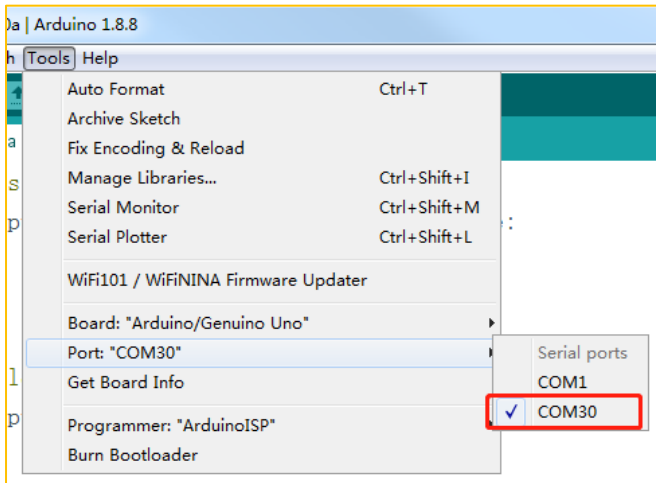 0a | Arduino 1.8.8
h Tools Help
Auto Format Ctrl+T
Archive Sketch
Fix Encoding & Reload
Manage Libraries... Ctrl+Shift+I
Serial Monitor Ctrl+Shift+M
Serial Plotter Ctrl+Shift+L
WiFi101 / WiFiNINA Firmware Updater
Board: "Arduino/Genuino Uno"
Port: "COM30"
Get Board Info
Programmer: "ArduinoISP"
Burn Bootloader
Serial ports
COM1
COM30